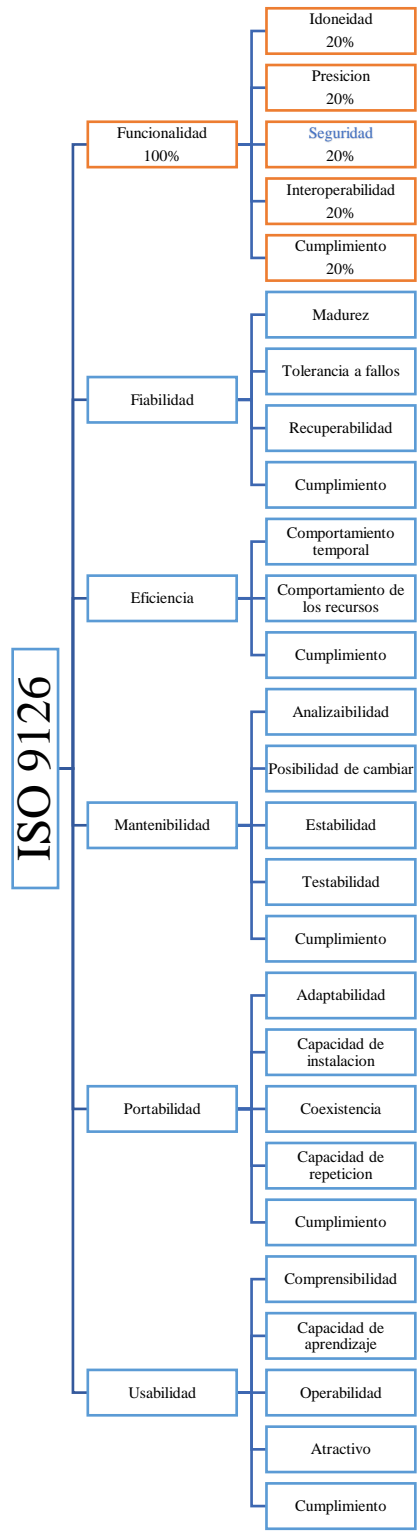 ISO 9126
Funcionalidad
100%
Idoneidad
20%
Presicion
20%
Seguridad
20%
Interoperabilidad
20%
Cumplimiento
20%
Fiabilidad
Madurez
Tolerancia a fallos
Recuperabilidad
Cumplimiento
Eficiencia
Comportamiento
temporal
Comportamiento de
los recursos
Cumplimiento
Mantenibilidad
Analizaibilidad
Posibilidad de cambiar
Estabilidad
Testabilidad
Cumplimiento
Portabilidad
Adaptabilidad
Capacidad de
instalacion
Coexistencia
Capacidad de
repeticion
Cumplimiento
Usabilidad
Comprensibilidad
Capacidad de
aprendizaje
Operabilidad
Atractivo
Cumplimiento